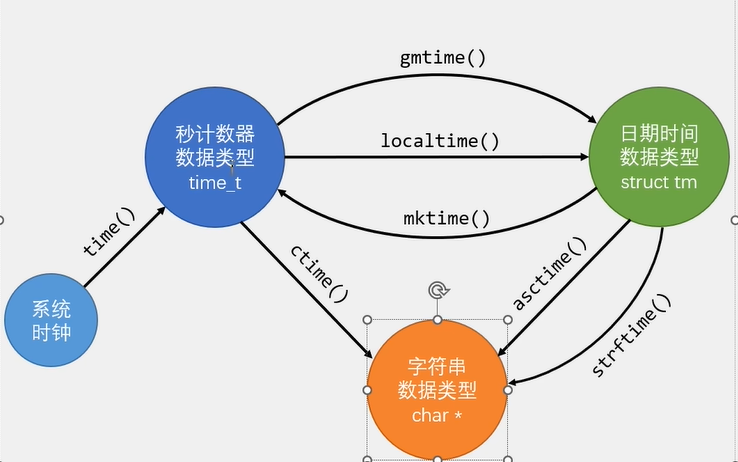 gmtime()
秒计数器
数据类型
time_t
localtime()
日期时间
数据类型
struct tm
mktime()
time()
ctime()
asctime()
strftime()
系统
时钟
字符串
数据类型
char *